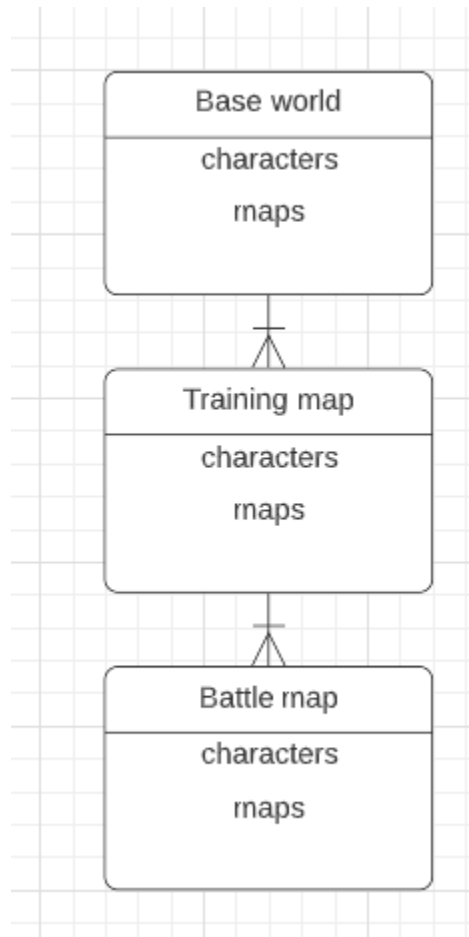 Base world
characters
maps
Training map
characters
maps
Battle map
characters
maps